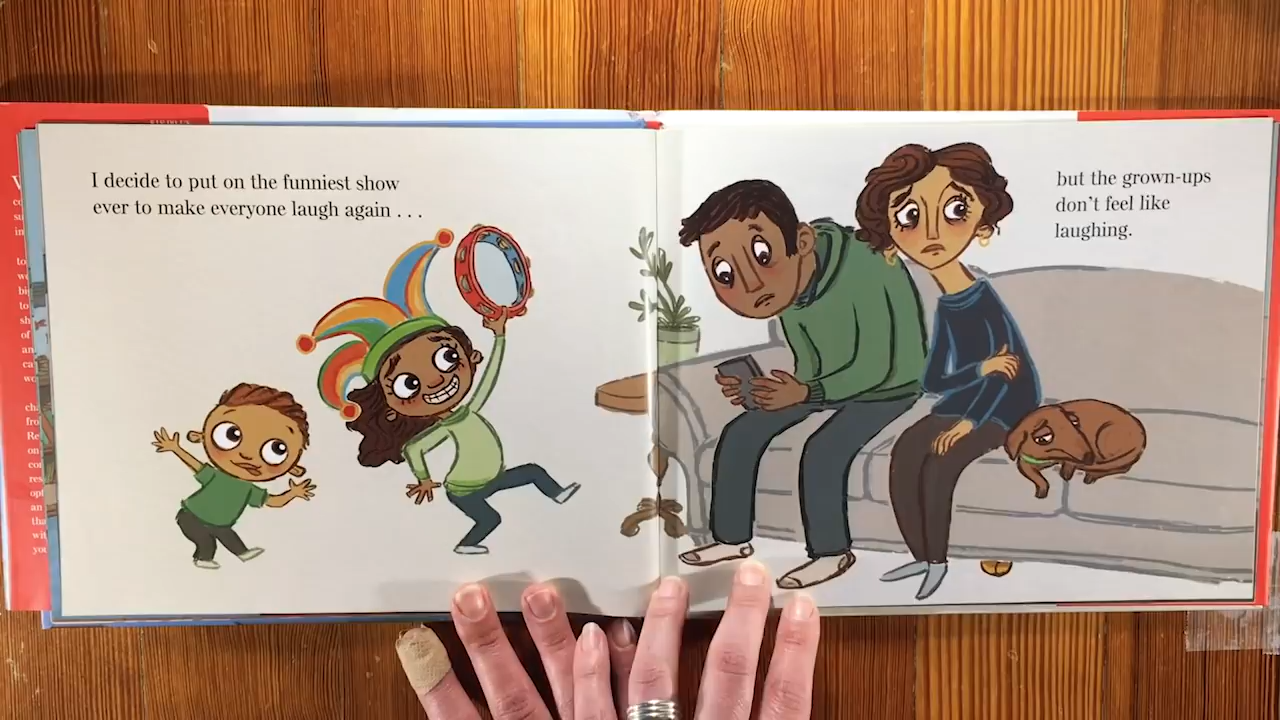 I decide to put on the funniest show
ever to make everyone laugh again . . .
but the grown-ups
don't feel like
laughing.